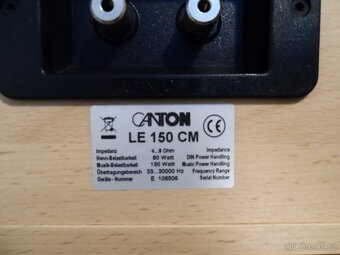 CANTON
LE 150 CM
Impedanz 4...8 Ohm Impedance
Nenn-Belastbarkeit 80 Watt DIN Power Handling
Musik-Belastbarkeit 130 Watt Music Power Handling
Übertragungsbereich 33...30000 Hz Frequency Range
Geräte - Nummer E 106506 Serial Number